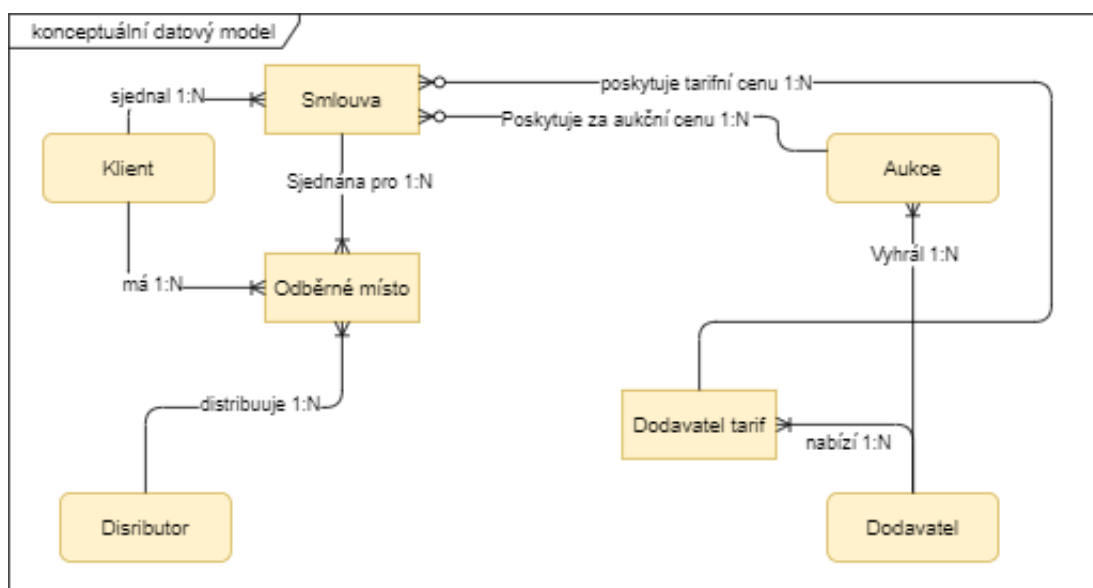 konceptuální datový model
sjednal 1:N
Smlouva
poskytuje tarifní cenu 1:N
Poskytuje za aukční cenu 1:N
Klient
Aukce
Sjednána pro 1:N
má 1:N
Odběrné místo
Vyhrál 1:N
distribuuje 1:N
Dodavatel tarif
nabízí 1:N
Disributor
Dodavatel